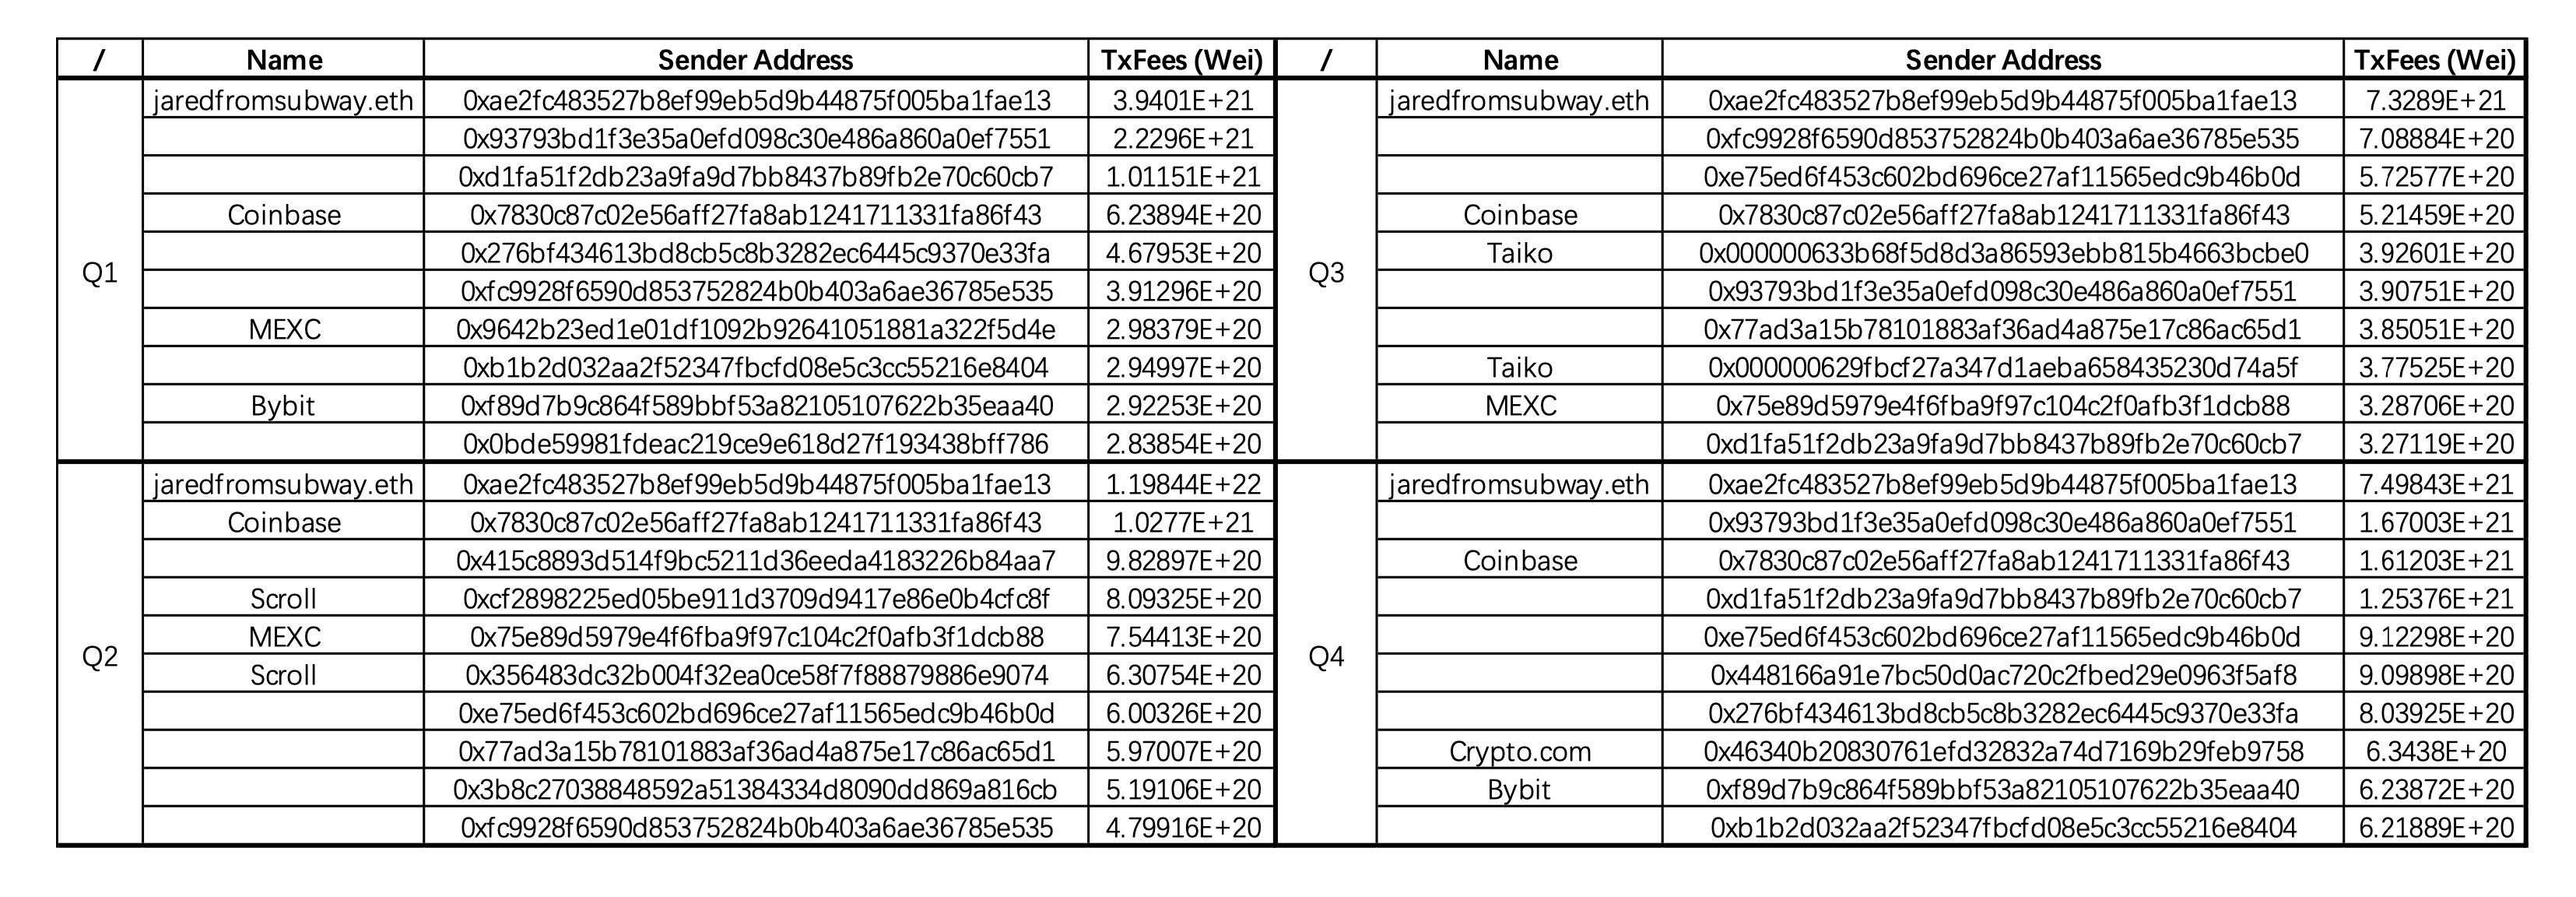 / Name Sender Address TxFees (Wei) / Name Sender Address TxFees (Wei)
Q1
jaredfromsubway.eth 0xae2fc483527b8ef99eb5d9b44875f005ba1fae13 3.9401E+21
0x93793bd1f3e35a0efd098c30e486a860a0ef7551 2.2296E+21
0xd1fa51f2db23a9fa9d7bb8437b89fb2e70c60cb7 1.01151E+21
Coinbase 0x7830c87c02e56aff27fa8ab1241711331fa86f43 6.23894E+20
0x276bf434613bd8cb5c8b3282ec6445c9370e33fa 4.67953E+20
0xfc9928f6590d853752824b0b403a6ae36785e535 3.91296E+20
MEXC 0x9642b23ed1e01df1092b92641051881a322f5d4e 2.98379E+20
0xb1b2d032aa2f52347fbcfd08e5c3cc55216e8404 2.94997E+20
Bybit 0xf89d7b9c864f589bbf53a82105107622b35eaa40 2.92253E+20
0x0bde59981fdeac219ce9e618d27f193438bff786 2.83854E+20
Q2
jaredfromsubway.eth 0xae2fc483527b8ef99eb5d9b44875f005ba1fae13 1.19844E+22
Coinbase 0x7830c87c02e56aff27fa8ab1241711331fa86f43 1.0277E+21
0x415c8893d514f9bc5211d36eeda4183226b84aa7 9.82897E+20
Scroll 0xcf2898225ed05be911d3709d9417e86e0b4cfc8f 8.09325E+20
MEXC 0x75e89d5979e4f6fba9f97c104c2f0afb3f1dcb88 7.54413E+20
Scroll 0x356483dc32b004f32ea0ce58f7f88879886e9074 6.30754E+20
0xe75ed6f453c602bd696ce27af11565edc9b46b0d 6.00326E+20
0x77ad3a15b78101883af36ad4a875e17c86ac65d1 5.97007E+20
0x3b8c27038848592a51384334d8090dd869a816cb 5.19106E+20
0xfc9928f6590d853752824b0b403a6ae36785e535 4.79916E+20
Q3
jaredfromsubway.eth 0xae2fc483527b8ef99eb5d9b44875f005ba1fae13 7.3289E+21
0xfc9928f6590d853752824b0b403a6ae36785e535 7.08884E+20
0xe75ed6f453c602bd696ce27af11565edc9b46b0d 5.72577E+20
Coinbase 0x7830c87c02e56aff27fa8ab1241711331fa86f43 5.21459E+20
Taiko 0x000000633b68f5d8d3a86593ebb815b4663bcbe0 3.92601E+20
0x93793bd1f3e35a0efd098c30e486a860a0ef7551 3.90751E+20
0x77ad3a15b78101883af36ad4a875e17c86ac65d1 3.85051E+20
Taiko 0x000000629fbcf27a347d1aeba658435230d74a5f 3.77525E+20
MEXC 0x75e89d5979e4f6fba9f97c104c2f0afb3f1dcb88 3.28706E+20
0xd1fa51f2db23a9fa9d7bb8437b89fb2e70c60cb7 3.27119E+20
Q4
jaredfromsubway.eth 0xae2fc483527b8ef99eb5d9b44875f005ba1fae13 7.49843E+21
0x93793bd1f3e35a0efd098c30e486a860a0ef7551 1.67003E+21
Coinbase 0x7830c87c02e56aff27fa8ab1241711331fa86f43 1.61203E+21
0xd1fa51f2db23a9fa9d7bb8437b89fb2e70c60cb7 1.25376E+21
0xe75ed6f453c602bd696ce27af11565edc9b46b0d 9.12298E+20
0x448166a91e7bc50d0ac720c2fbed29e0963f5af8 9.09898E+20
0x276bf434613bd8cb5c8b3282ec6445c9370e33fa 8.03925E+20
Crypto.com 0x46340b20830761efd32832a74d7169b29feb9758 6.3438E+20
Bybit 0xf89d7b9c864f589bbf53a82105107622b35eaa40 6.23872E+20
0xb1b2d032aa2f52347fbcfd08e5c3cc55216e8404 6.21889E+20